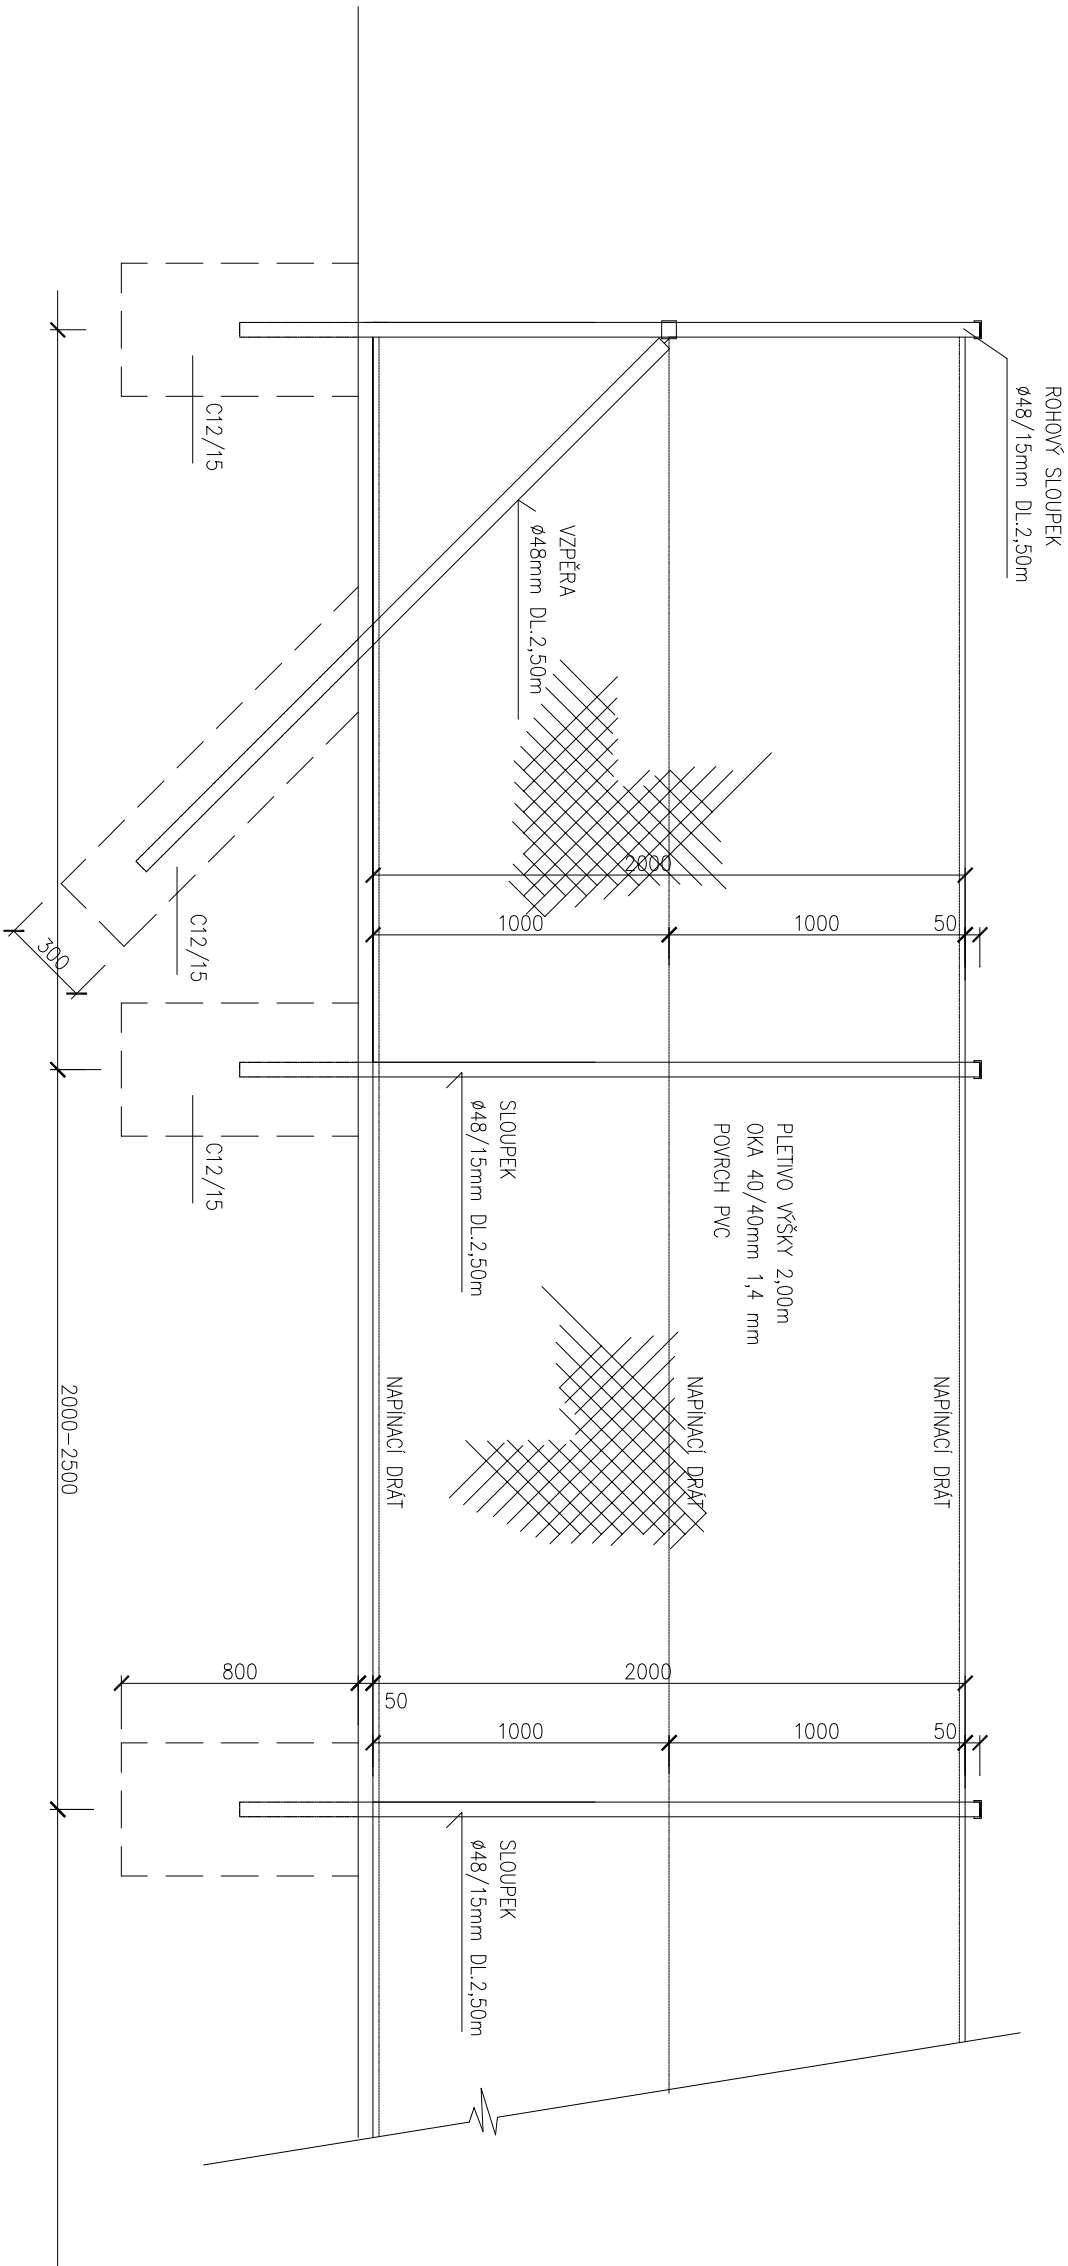 ROHOVÝ SLOUPEK
ø48/15mm DL.2,50m
VZPĚRA
ø48mm DL.2,50m
C12/15
C12/15
300
2000
1000
1000
50
SLOUPEK
ø48/15mm DL.2,50m
C12/15
PLETIVO VÝŠKY 2,00m
OKA 40/40mm 1,4 mm
POVRCH PVC
NAPÍNACÍ DRÁT
NAPÍNACÍ DRÁT
NAPÍNACÍ DRÁT
2000-2500
800
50
2000
1000
1000
50
SLOUPEK
ø48/15mm DL.2,50m